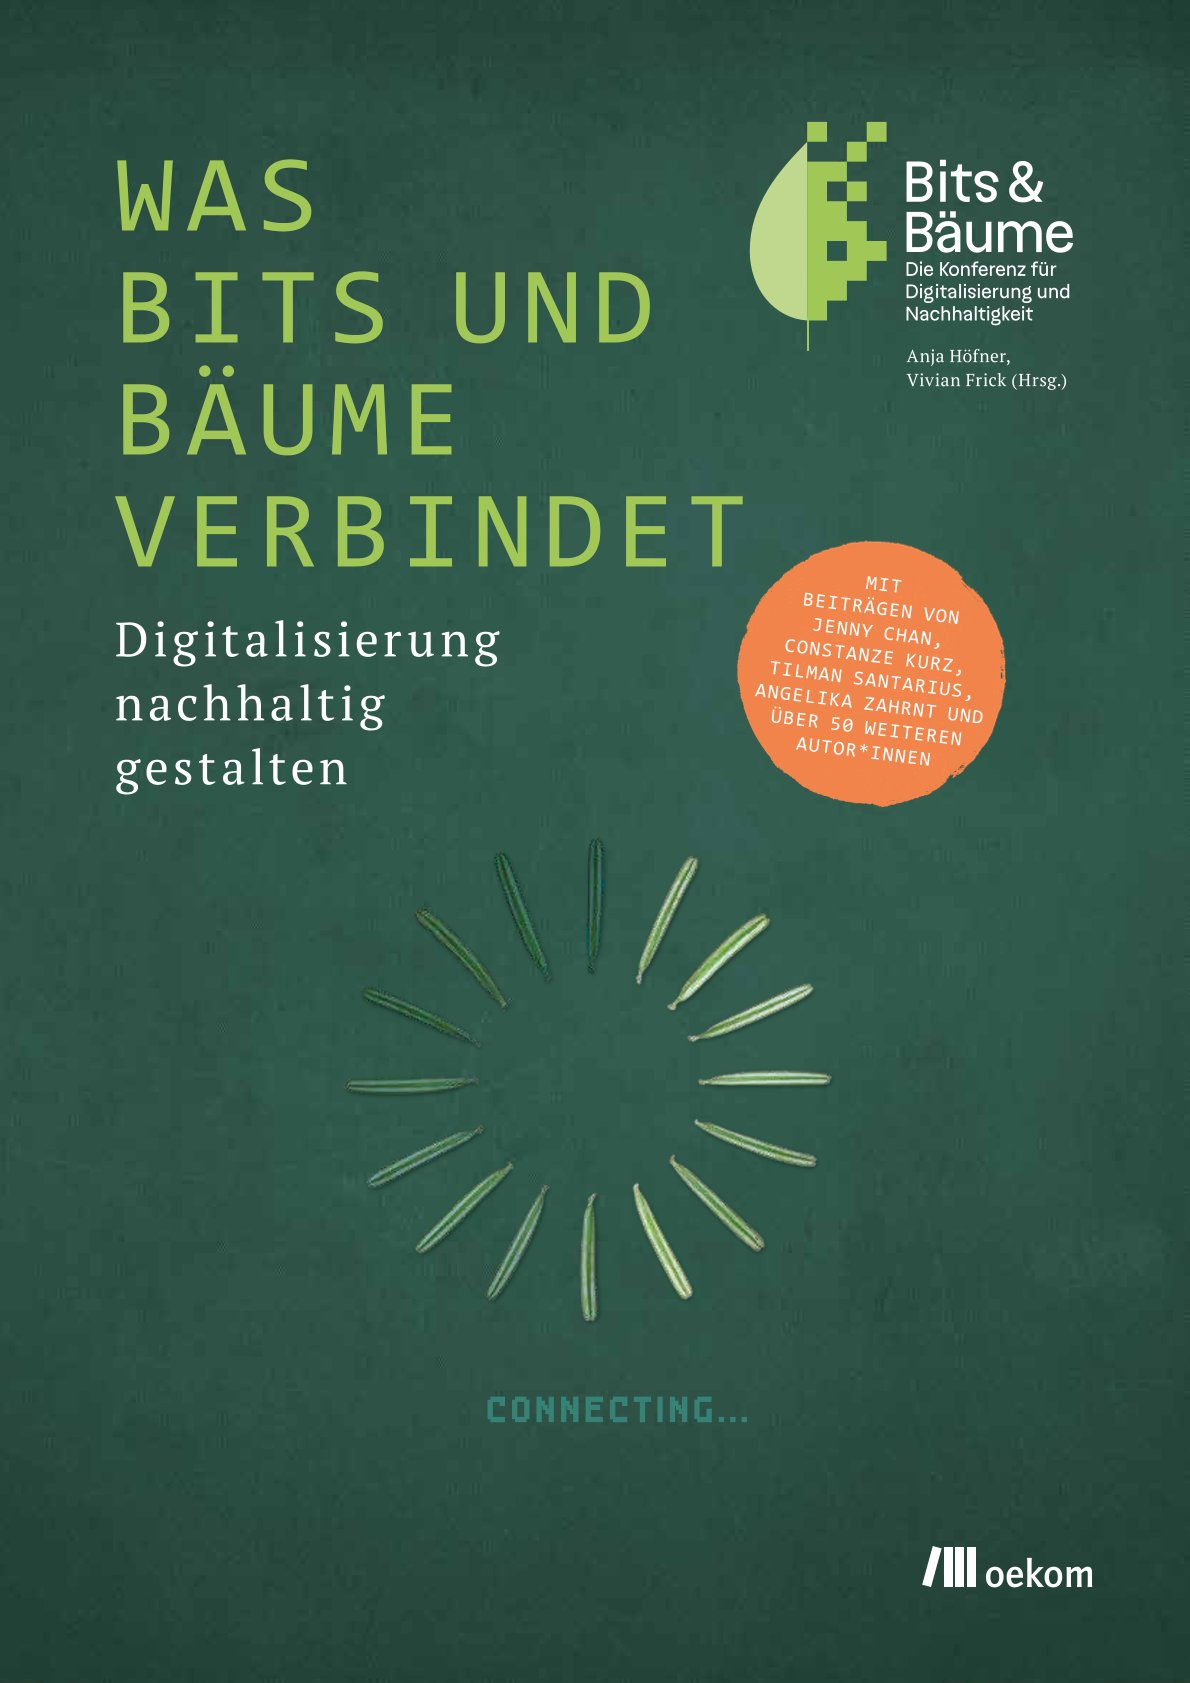 WAS
BITS UND
BÄUME
VERBINDET
Digitalisierung
nachhaltig
gestalten
Bits &
Bäume
Die Konferenz für
Digitalisierung und
Nachhaltigkeit
Anja Höfner,
Vivian Frick (Hrsg.)
MIT
BEITRÄGEN VON
JENNY CHAN,
CONSTANZE KURZ,
TILMAN SANTARIUS,
ANGELIKA ZAHRNT UND
ÜBER 50 WEITEREN
AUTOR*INNEN
CONNECTING...
oekom